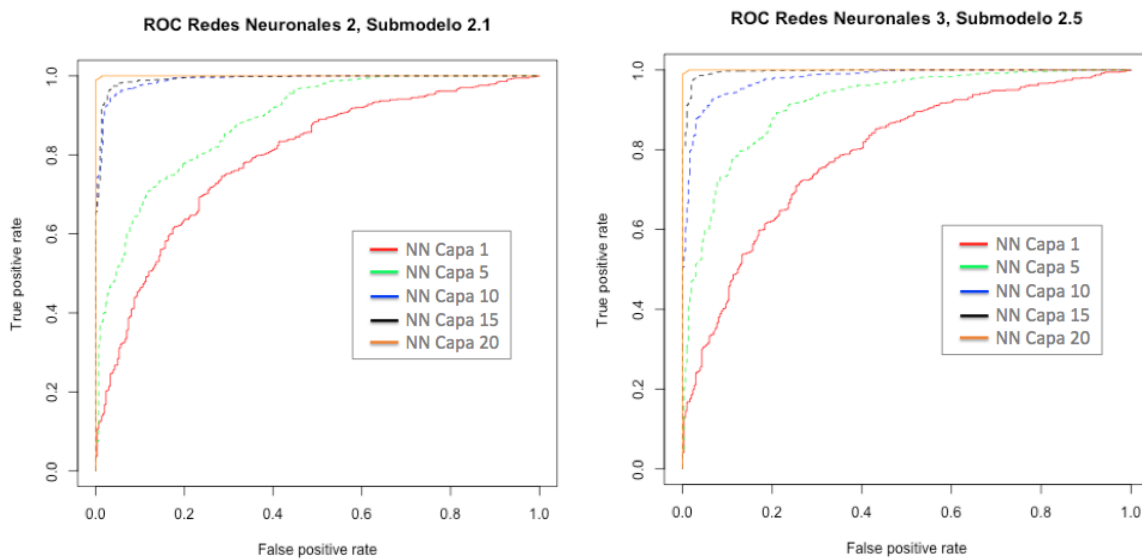 ROC Redes Neuronales 2, Submodelo 2.1
True positive rate
1.0
0.8
0.6
0.4
0.2
0.0
NN Capa 1
NN Capa 5
NN Capa 10
NN Capa 15
NN Capa 20
0.0 0.2 0.4 0.6 0.8 1.0
False positive rate
ROC Redes Neuronales 3, Submodelo 2.5
True positive rate
1.0
0.8
0.6
0.4
0.2
0.0
NN Capa 1
NN Capa 5
NN Capa 10
NN Capa 15
NN Capa 20
0.0 0.2 0.4 0.6 0.8 1.0
False positive rate